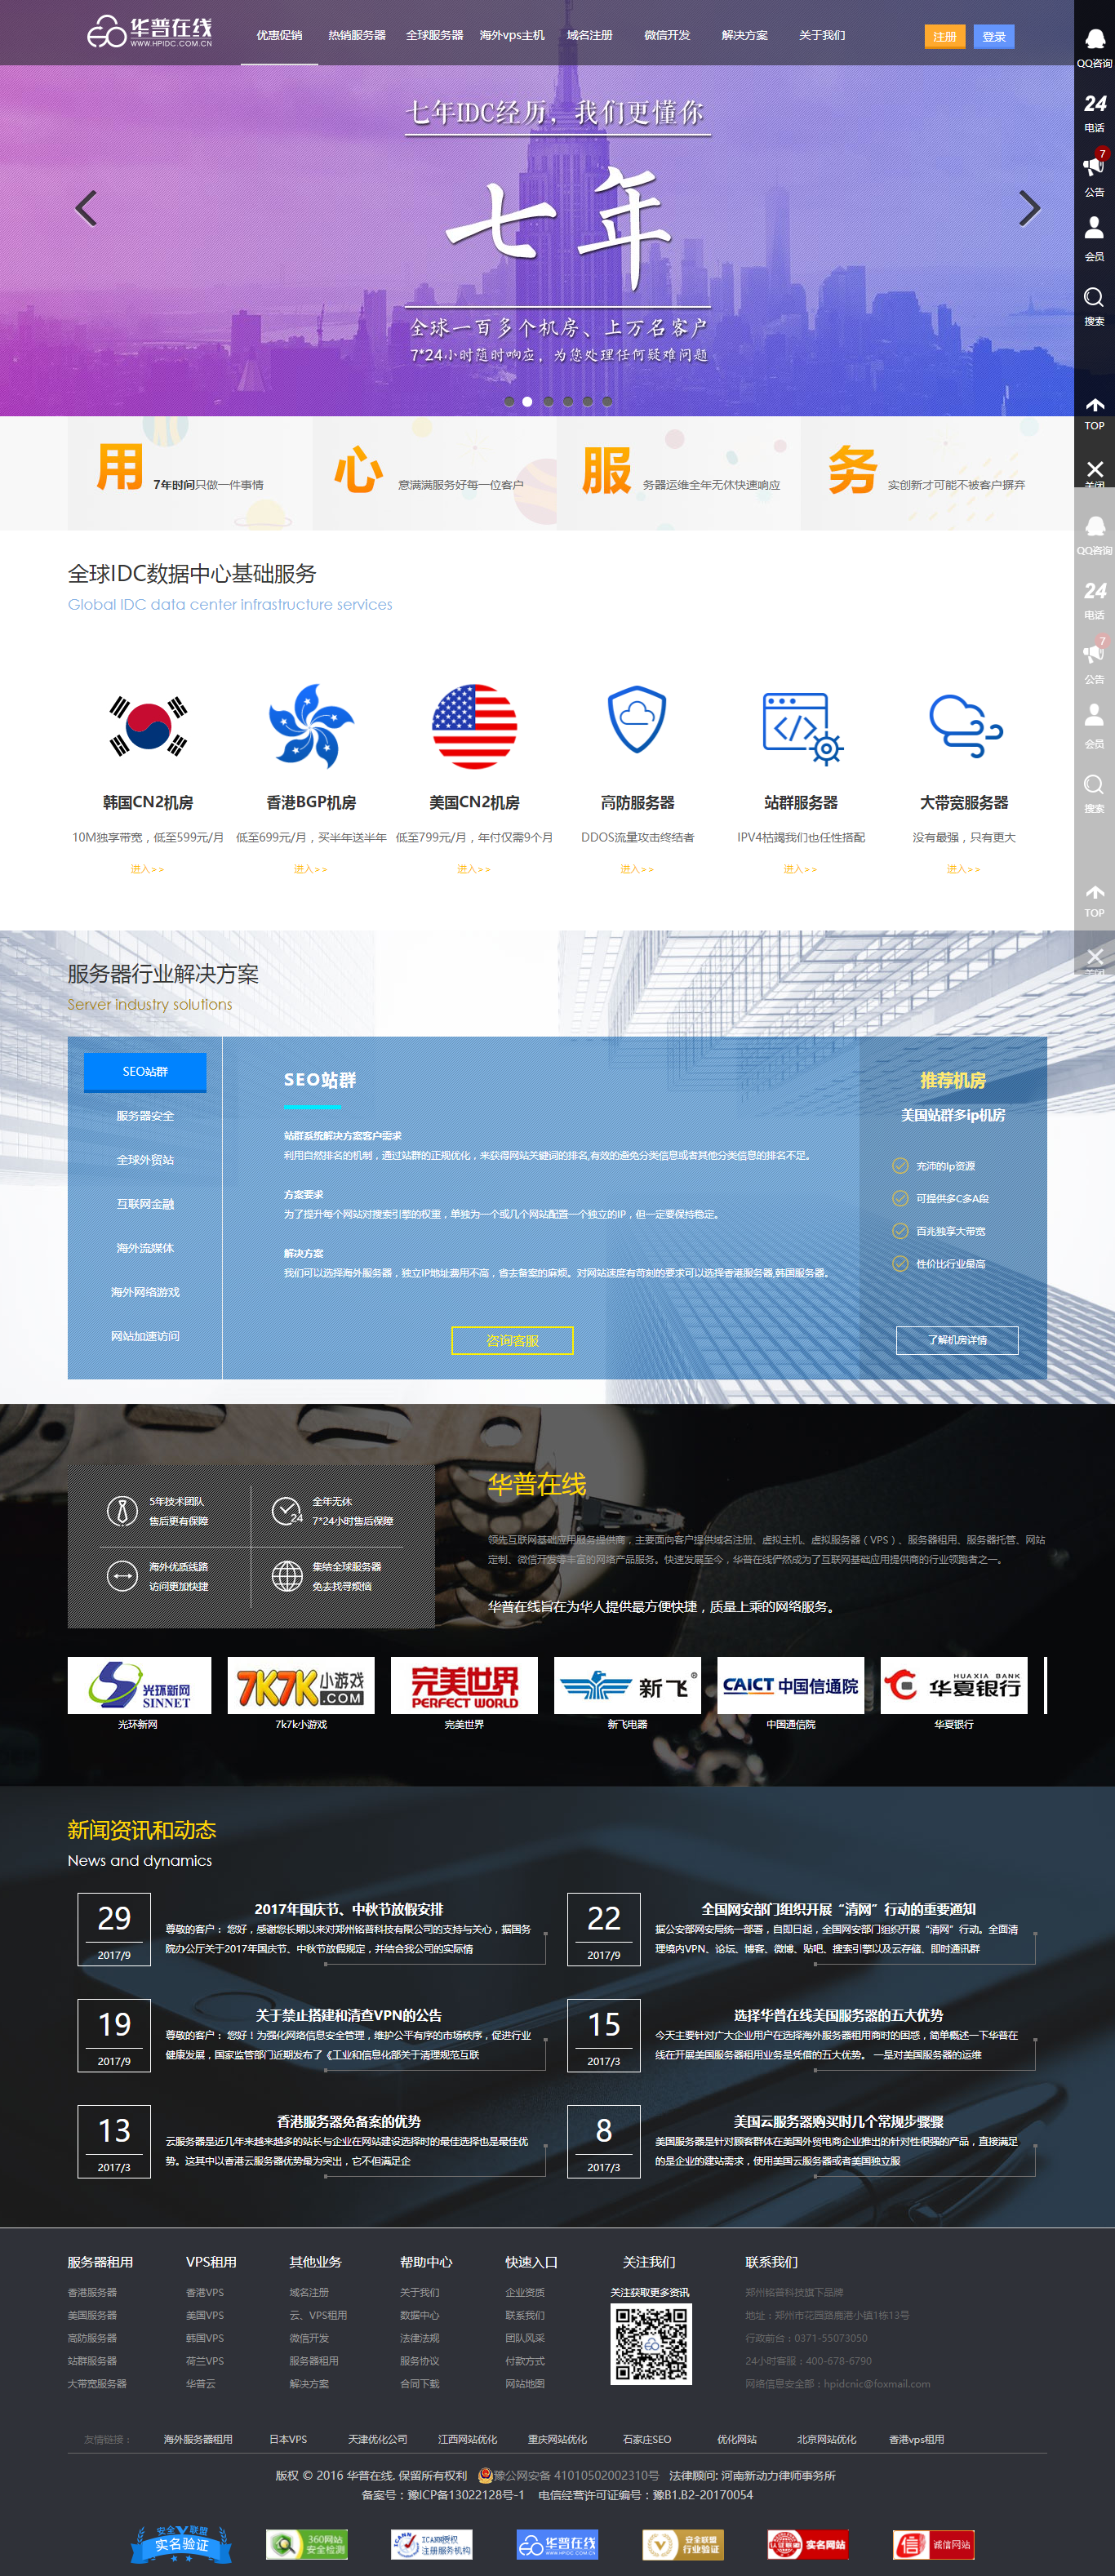 华普在线
WWW.HPIDC.COM.CN
优惠促销 热销服务器 全球服务器 海外vps主机 域名注册 微信开发 解决方案 关于我们
注册 登录
QQ咨询
24
电话
7
公告
会员
搜索
TOP
关闭
七年IDC经历，我们更懂你
七年
全球一百多个机房、上万名客户
7*24小时随时响应，为您处理任何疑难问题
用 7年时间只做一件事情
心 意满满服务好每一位客户
服 务器运维全年无休快速响应
务 实创新才可能不被客户摒弃
QQ咨询
24
电话
7
公告
会员
搜索
TOP
关闭
全球IDC数据中心基础服务
Global IDC data center infrastructure services
韩国CN2机房 香港BGP机房 美国CN2机房 高防服务器 站群服务器 大带宽服务器
10M独享带宽，低至599元/月 低至699元/月，买半年送半年 低至799元/月，年付仅需9个月 DDOS流量攻击终结者 IPV4枯竭我们也任性搭配 没有最强，只有更大
进入>> 进入>> 进入>> 进入>> 进入>> 进入>>
服务器行业解决方案
Server industry solutions
SEO站群
服务器安全
全球外贸站
互联网金融
海外流媒体
海外网络游戏
网站加速访问
SEO站群
站群系统解决方案客户需求
利用自然排名的机制，通过站群的正规优化，来获得网站关键词的排名,有效的避免分类信息或者其他分类信息的排名不足。
方案要求
为了提升每个网站对搜索引擎的权重，单独为一个或几个网站配置一个独立的IP，但一定要保持稳定。
解决方案
我们可以选择海外服务器，独立IP地址费用不高，省去备案的麻烦。对网站速度有苛刻的要求可以选择香港服务器,韩国服务器。
咨询客服
推荐机房
美国站群多ip机房
充沛的Ip资源
可提供多C多A段
百兆独享大带宽
性价比行业最高
了解机房详情
5年技术团队
售后更有保障
全年无休
7*24小时售后保障
24
海外优质线路
访问更加快捷
集结全球服务器
免去找寻烦恼
华普在线
领先互联网基础应用服务提供商，主要面向客户提供域名注册、虚拟主机、虚拟服务器（VPS）、服务器租用、服务器托管、网站
定制、微信开发等丰富的网络产品服务。快速发展至今，华普在线俨然成为了互联网基础应用提供商的行业领跑者之一。
华普在线旨在为华人提供最方便快捷，质量上乘的网络服务。
光环新网 SINNET
7K7K小游戏 .COM
完美世界 PERFECT WORLD
新飞
CAICT 中国信通院
HUAXIA BANK 华夏银行
光环新网 7k7k小游戏 完美世界 新飞电器 中国通信院 华夏银行
新闻资讯和动态
News and dynamics
29
2017/9
2017年国庆节、中秋节放假安排
尊敬的客户： 您好，感谢您长期以来对郑州铭普科技有限公司的支持与关心，据国务
院办公厅关于2017年国庆节、中秋节放假规定，并结合我公司的实际情
22
2017/9
全国网安部门组织开展“清网”行动的重要通知
据公安部网安局统一部署，自即日起，全国网安部门组织开展“清网”行动。全面清
理境内VPN、论坛、博客、微博、贴吧、搜索引擎以及云存储、即时通讯群
19
2017/9
关于禁止搭建和清查VPN的公告
尊敬的客户： 您好！为强化网络信息安全管理，维护公平有序的市场秩序，促进行业
健康发展，国家监管部门近期发布了《工业和信息化部关于清理规范互联
15
2017/3
选择华普在线美国服务器的五大优势
今天主要针对广大企业用户在选择海外服务器租用商时的困惑，简单概述一下华普在
线在开展美国服务器租用业务是凭借的五大优势。 一是对美国服务器的运维
13
2017/3
香港服务器免备案的优势
云服务器是近几年来越来越多的站长与企业在网站建设选择时的最佳选择也是最佳优
势。这其中以香港云服务器优势最为突出，它不但满足企
8
2017/3
美国云服务器购买时几个常规步骤骤
美国服务器是针对顾客群体在美国外贸电商企业推出的针对性很强的产品，直接满足
的是企业的建站需求，使用美国云服务器或者美国独立服
服务器租用 VPS租用 其他业务 帮助中心 快速入口 关注我们 联系我们
香港服务器 香港VPS 域名注册 关于我们 企业资质 关注获取更多资讯 郑州铭普科技旗下品牌
美国服务器 美国VPS 云、VPS租用 数据中心 联系我们 地址：郑州市花园路鹿港小镇1栋13号
高防服务器 韩国VPS 微信开发 法律法规 团队风采 行政前台：0371-55073050
站群服务器 荷兰VPS 服务器租用 服务协议 付款方式 24小时客服：400-678-6790
大带宽服务器 华普云 解决方案 合同下载 网站地图 网络信息安全部：hpidcnic@foxmail.com
友情链接： 海外服务器租用 日本VPS 天津优化公司 江西网站优化 重庆网站优化 石家庄SEO 优化网站 北京网站优化 香港vps租用
版权 © 2016 华普在线. 保留所有权利 豫公网安备 41010502002310号 法律顾问: 河南新动力律师事务所
备案号：豫ICP备13022128号-1 电信经营许可证编号：豫B1.B2-20170054
安全联盟 实名验证
360网站 安全检测
ICANN授权 注册服务机构
华普在线 WWW.HPIDC.COM.CN
安全联盟 行业验证
实名网站
信 诚信网站